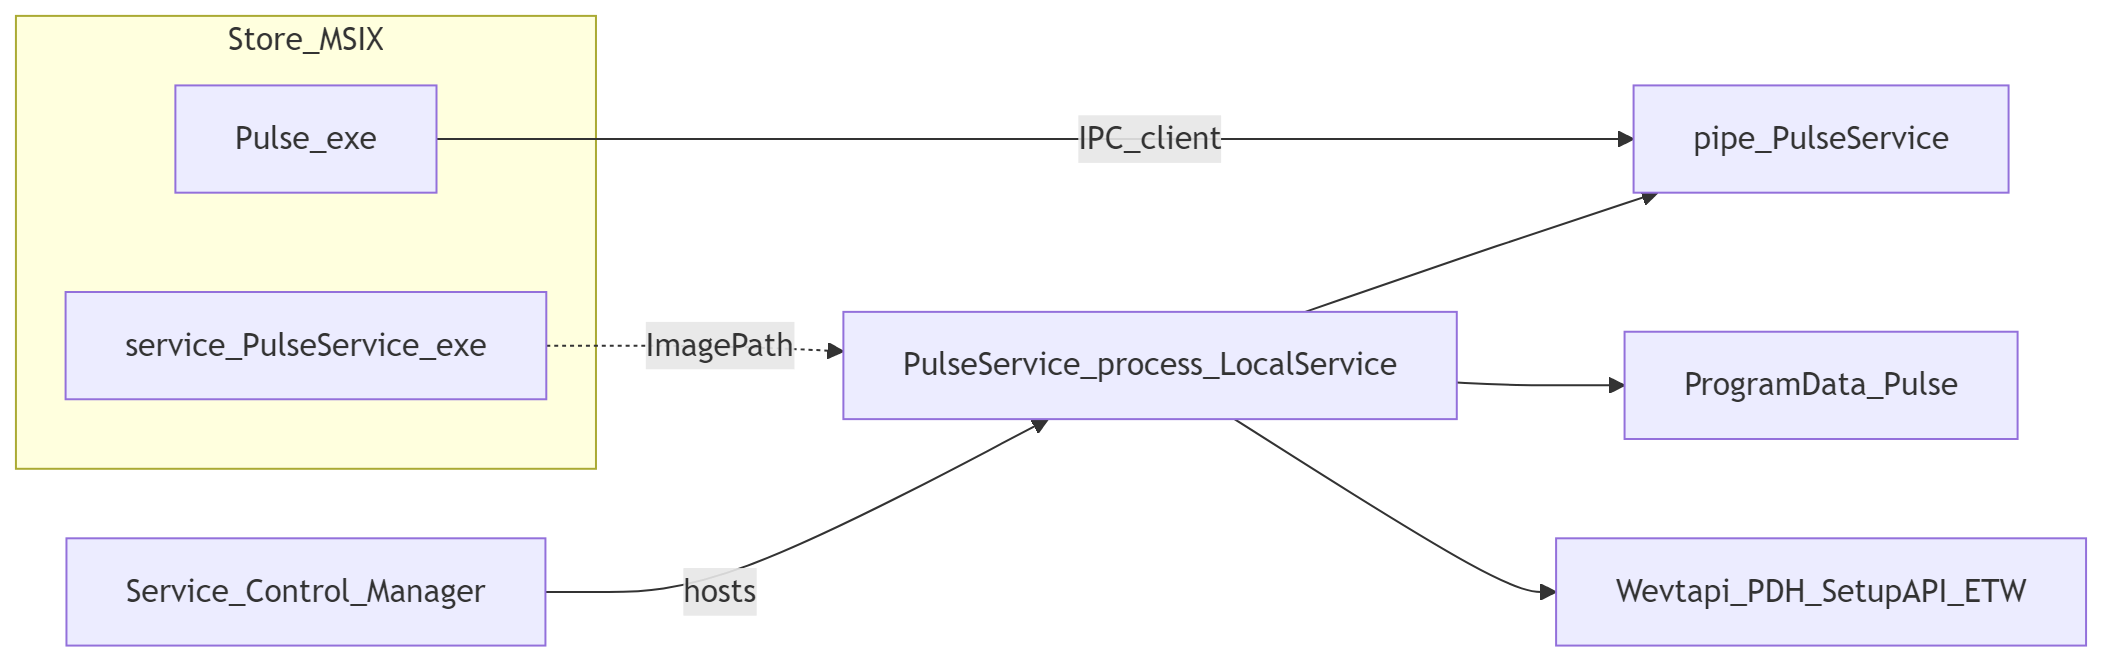 Store_MSIX
Pulse_exe
IPC_client
pipe_PulseService
service_PulseService_exe
ImagePath
PulseService_process_LocalService
ProgramData_Pulse
Service_Control_Manager
hosts
Wevtapi_PDH_SetupAPI_ETW